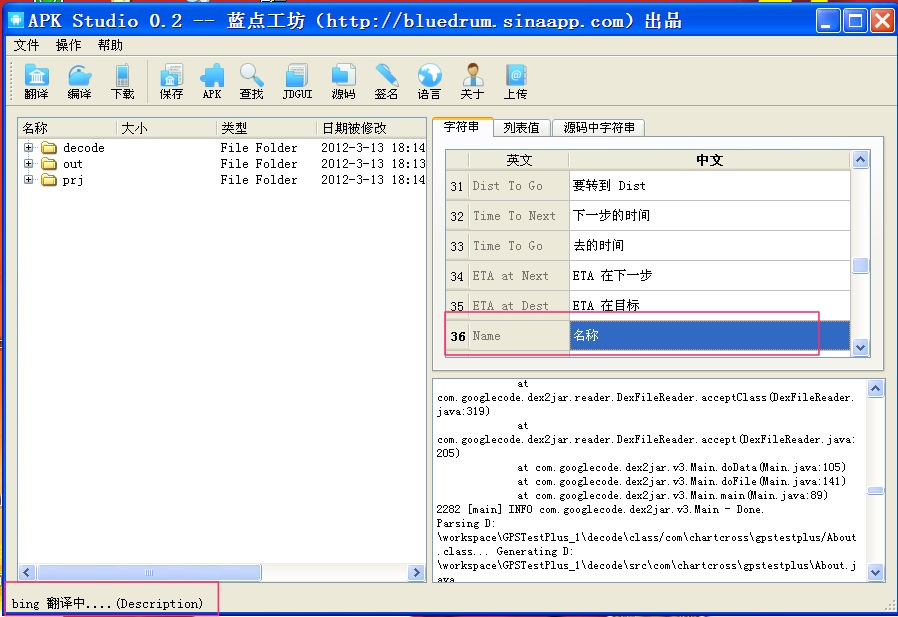 APK Studio 0.2 -- 蓝点工坊（http://bluedrum.sinaapp.com）出品
文件 操作 帮助
翻译 编译 下载 保存 APK 查找 JDGUI 源码 签名 语言 关于 上传
名称 大小 类型 日期被修改
decode File Folder 2012-3-13 18:14
out File Folder 2012-3-13 18:13
prj File Folder 2012-3-13 18:14
字符串 列表值 源码中字符串
英文 中文
31 Dist To Go 要转到 Dist
32 Time To Next 下一步的时间
33 Time To Go 去的时间
34 ETA at Next ETA 在下一步
35 ETA at Dest ETA 在目标
36 Name 名称
at
com.googlecode.dex2jar.reader.DexFileReader.acceptClass(DexFileReader.
java:319)
at
com.googlecode.dex2jar.reader.DexFileReader.accept(DexFileReader.java:
205)
at com.googlecode.dex2jar.v3.Main.doData(Main.java:105)
at com.googlecode.dex2jar.v3.Main.doFile(Main.java:141)
at com.googlecode.dex2jar.v3.Main.main(Main.java:89)
2282 [main] INFO com.googlecode.dex2jar.v3.Main - Done.
Parsing D:
\workspace\GPSTestPlus_1\decode\class/com\chartcross\gpstestplus/About
.class... Generating D:
\workspace\GPSTestPlus_1\decode\src\com\chartcross\gpstestplus\About.j
ava
bing 翻译中....(Description)